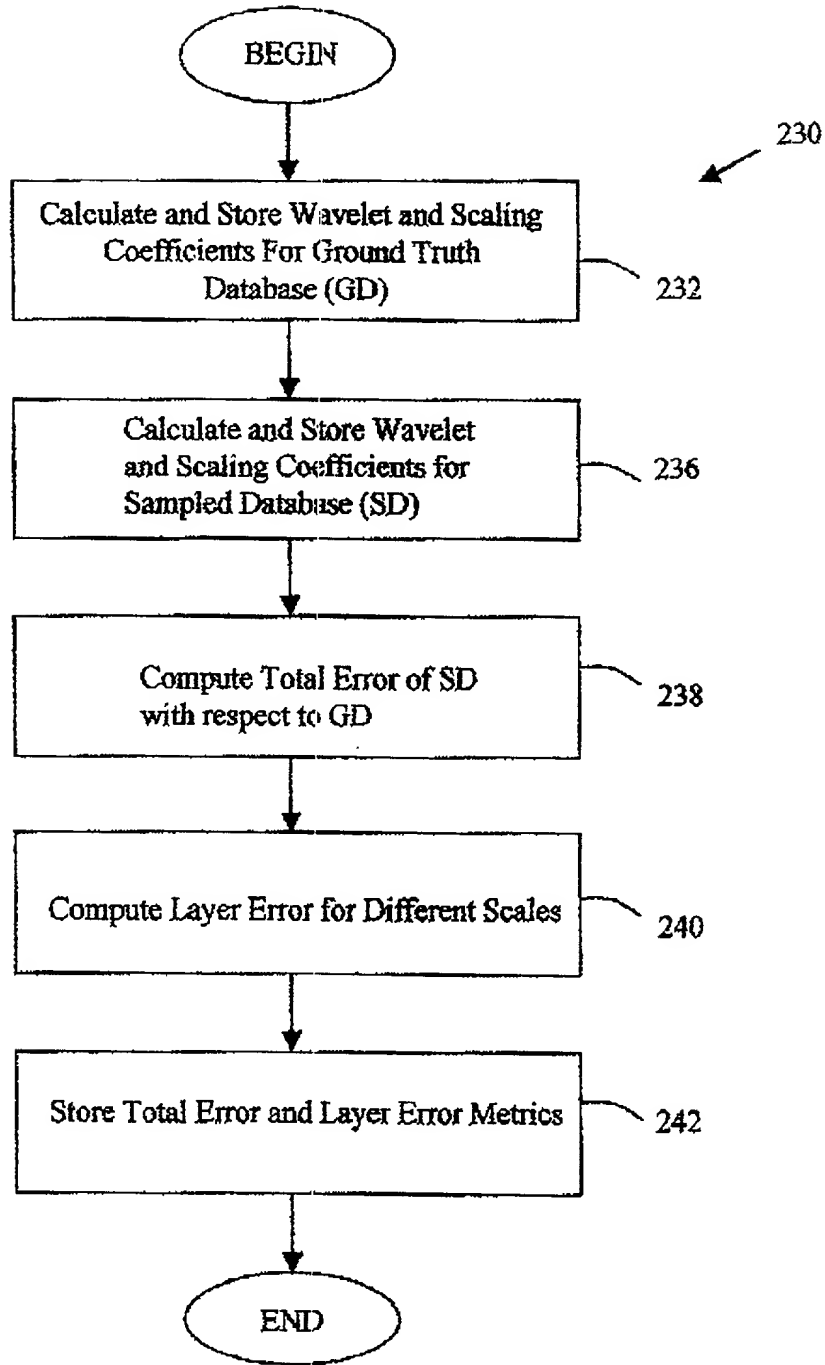 BEGIN
230
Calculate and Store Wavelet and Scaling
Coefficients For Ground Truth
Database (GD)
232
Calculate and Store Wavelet
and Scaling Coefficients for
Sampled Database (SD)
236
Compute Total Error of SD
with respect to GD
238
Compute Layer Error for Different Scales
240
Store Total Error and Layer Error Metrics
242
END